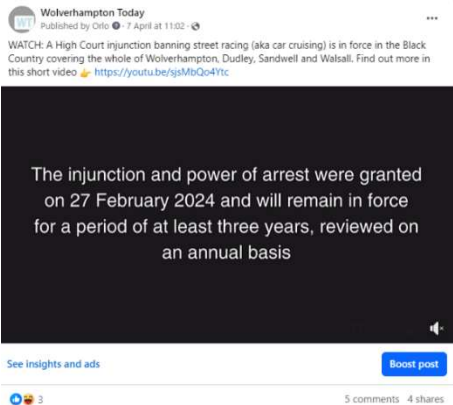 WT
Wolverhampton Today
Published by Orlo · 7 April at 11:02 ·
WATCH: A High Court injunction banning street racing (aka car cruising) is in force in the Black
Country covering the whole of Wolverhampton, Dudley, Sandwell and Walsall. Find out more in
this short video 👉 https://youtu.be/sjsMbQo4Ytc
The injunction and power of arrest were granted
on 27 February 2024 and will remain in force
for a period of at least three years, reviewed on
an annual basis
See insights and ads
Boost post
3
5 comments 4 shares